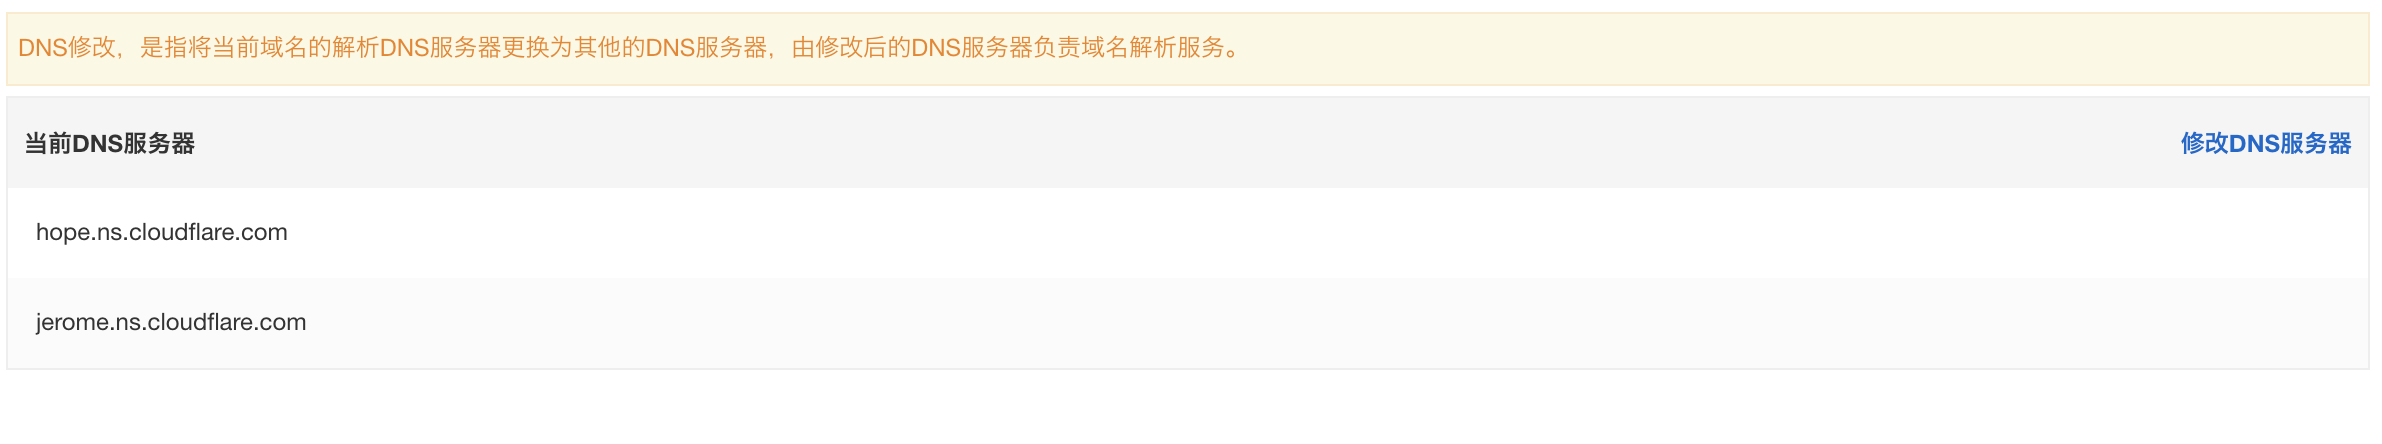 DNS修改，是指将当前域名的解析DNS服务器更换为其他的DNS服务器，由修改后的DNS服务器负责域名解析服务。
当前DNS服务器 修改DNS服务器
hope.ns.cloudflare.com
jerome.ns.cloudflare.com